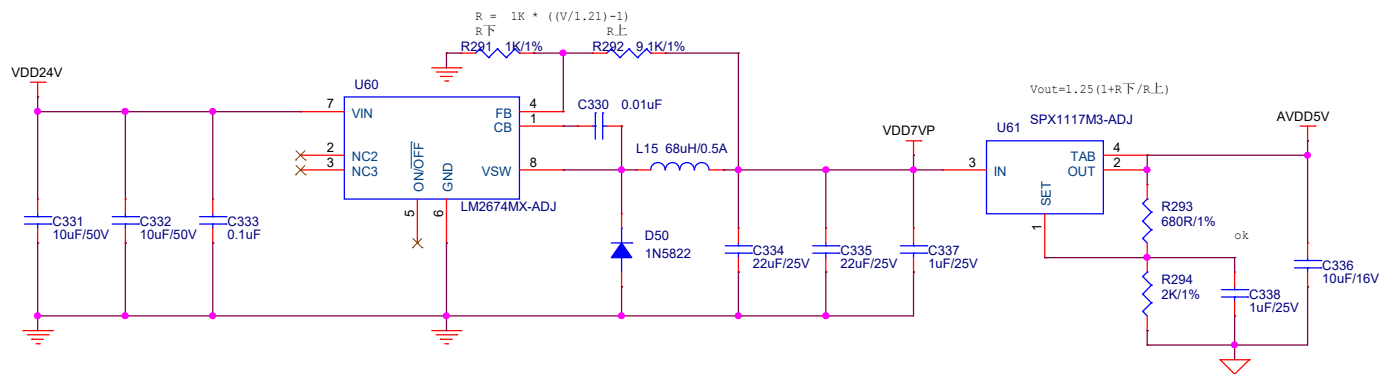 R = 1K * ((V/1.21)-1)
R下
R上
R291 1K/1%
R292 9.1K/1%
VDD24V
U60
7
VIN
FB
4
CB
1
C330 0.01uF
2
NC2
3
NC3
ON/OFF
GND
VSW
8
5
6
LM2674MX-ADJ
L15 68uH/0.5A
VDD7VP
Vout=1.25(1+R下/R上)
SPX1117M3-ADJ
U61
AVDD5V
3
IN
TAB
4
OUT
2
SET
1
R293
680R/1%
ok
C331
10uF/50V
C332
10uF/50V
C333
0.1uF
D50
1N5822
C334
22uF/25V
C335
22uF/25V
C337
1uF/25V
R294
2K/1%
C338
1uF/25V
C336
10uF/16V